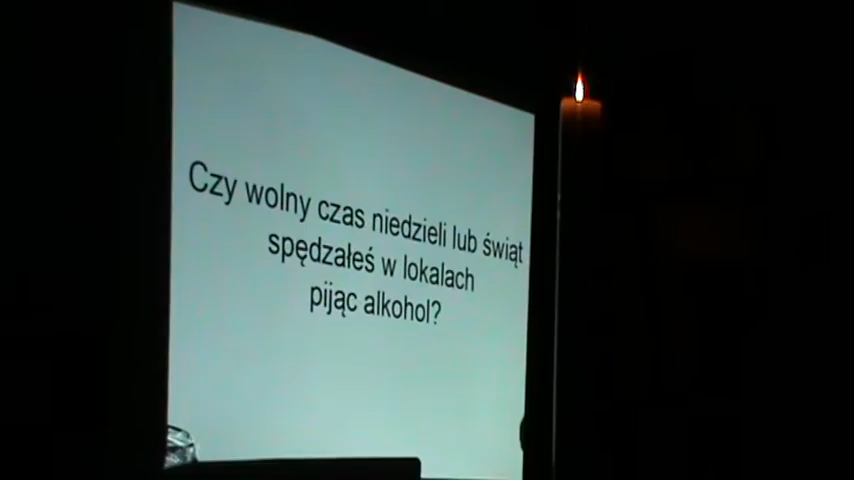 Czy wolny czas niedzieli lub świąt
spędzałeś w lokalach
pijąc alkohol?